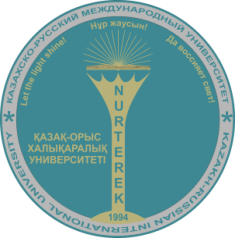 КАЗАХСКО-РУССКИЙ МЕЖДУНАРОДНЫЙ УНИВЕРСИТЕТ
KAZAKH-RUSSIAN INTERNATIONAL UNIVERSITY
Let the light shine!
Нұр жаусын!
Да воссияет свет!
ҚАЗАҚ-ОРЫС
ХАЛЫҚАРАЛЫҚ
УНИВЕРСИТЕТІ
NURTEREK
1994